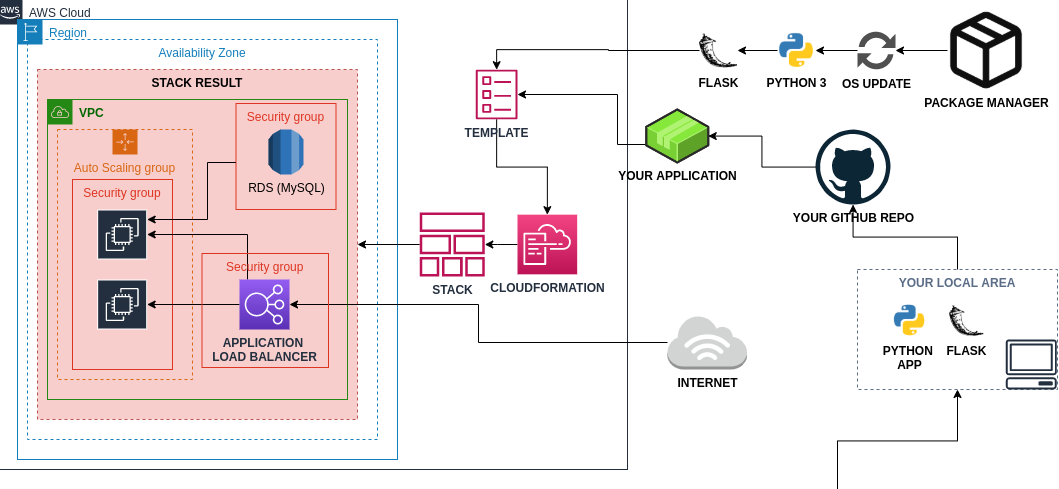 aws
AWS Cloud
Region
Availability Zone
STACK RESULT
VPC
Security group
RDS (MySQL)
Auto Scaling group
Security group
Security group
APPLICATION
LOAD BALANCER
TEMPLATE
STACK
CLOUDFORMATION
FLASK
PYTHON 3
OS UPDATE
PACKAGE MANAGER
YOUR APPLICATION
YOUR GITHUB REPO
INTERNET
YOUR LOCAL AREA
PYTHON
APP
FLASK